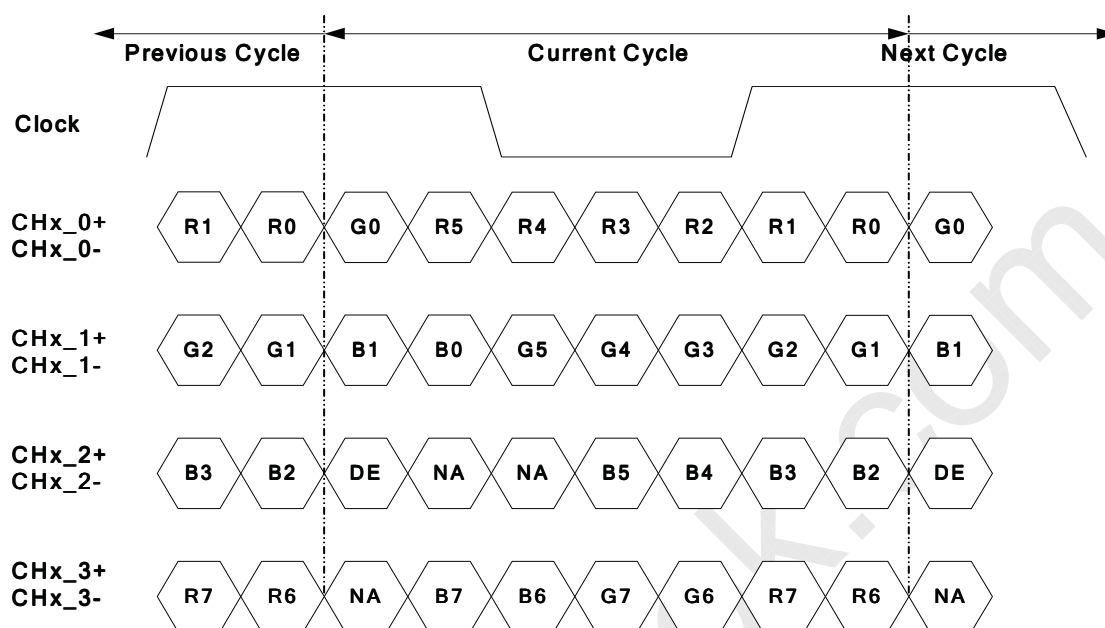 Previous Cycle Current Cycle Next Cycle
Clock
CHx_0+
CHx_0-
R1 R0 G0 R5 R4 R3 R2 R1 R0 G0
CHx_1+
CHx_1-
G2 G1 B1 B0 G5 G4 G3 G2 G1 B1
CHx_2+
CHx_2-
B3 B2 DE NA NA B5 B4 B3 B2 DE
CHx_3+
CHx_3-
R7 R6 NA B7 B6 G7 G6 R7 R6 NA
k.com